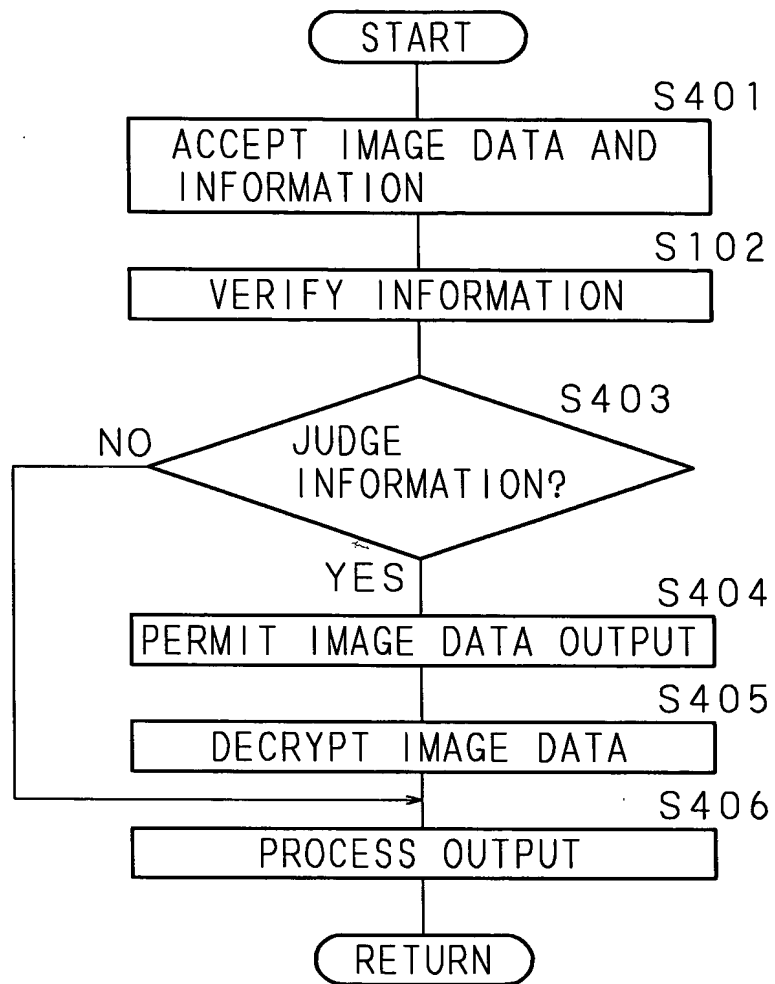 START
S401
ACCEPT IMAGE DATA AND
INFORMATION
S102
VERIFY INFORMATION
S403
NO
JUDGE
INFORMATION?
YES
S404
PERMIT IMAGE DATA OUTPUT
S405
DECRYPT IMAGE DATA
S406
PROCESS OUTPUT
RETURN